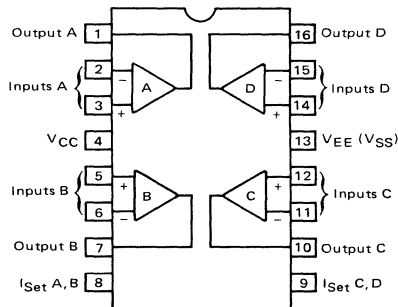 Output A 1 16 Output D
2 − − 15
Inputs A A D Inputs D
3 + + 14
VCC 4 13 VEE (VSS)
5 + + 12
Inputs B B C Inputs C
6 − − 11
Output B 7 10 Output C
ISet A, B 8 9 ISet C, D